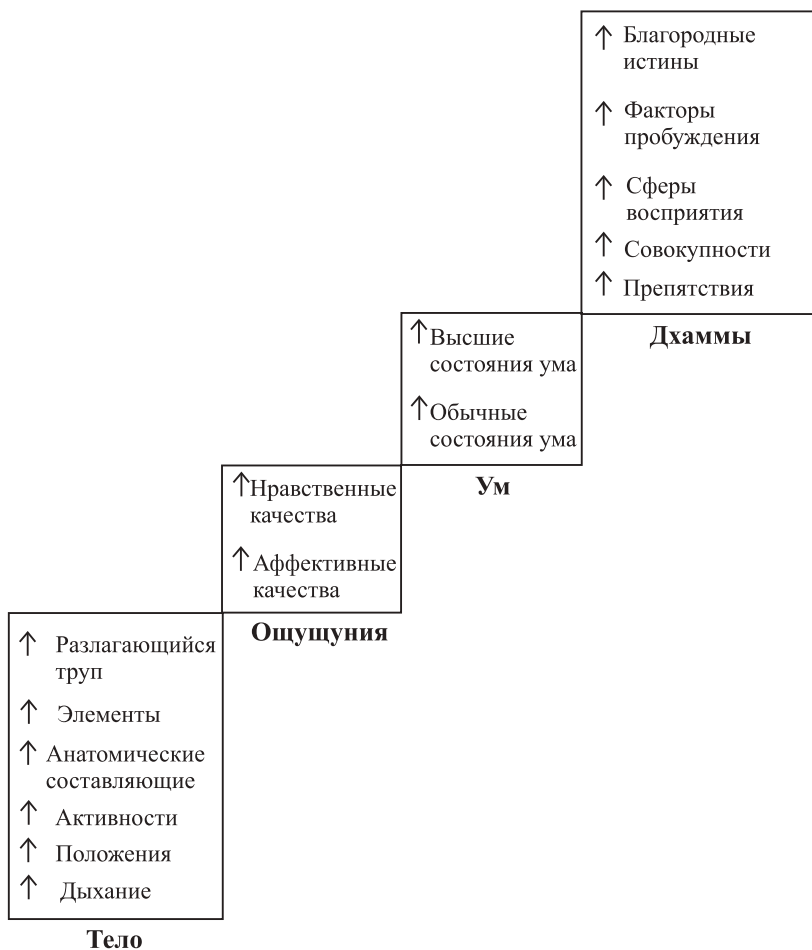 Благородные
истины
Факторы
пробуждения
Сферы
восприятия
Совокупности
Препятствия
Дхаммы
Высшие
состояния ума
Обычные
состояния ума
Ум
Нравственные
качества
Аффективные
качества
Ощущуния
Разлагающийся
труп
Элементы
Анатомические
составляющие
Активности
Положения
Дыхание
Тело